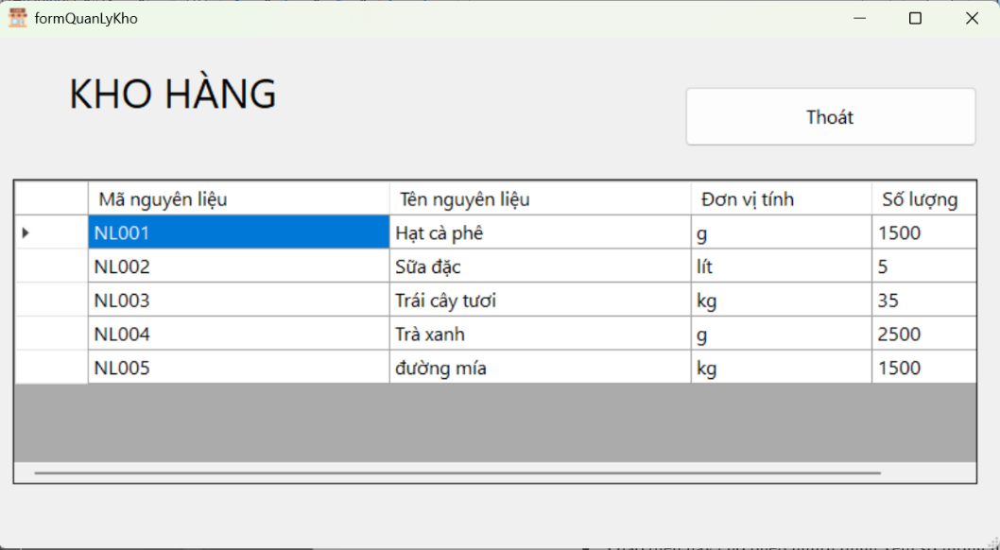 formQuanLyKho
KHO HÀNG
Thoát
Mã nguyên liệu Tên nguyên liệu Đơn vị tính Số lượng
NL001 Hạt cà phê g 1500
NL002 Sữa đặc lít 5
NL003 Trái cây tươi kg 35
NL004 Trà xanh g 2500
NL005 đường mía kg 1500